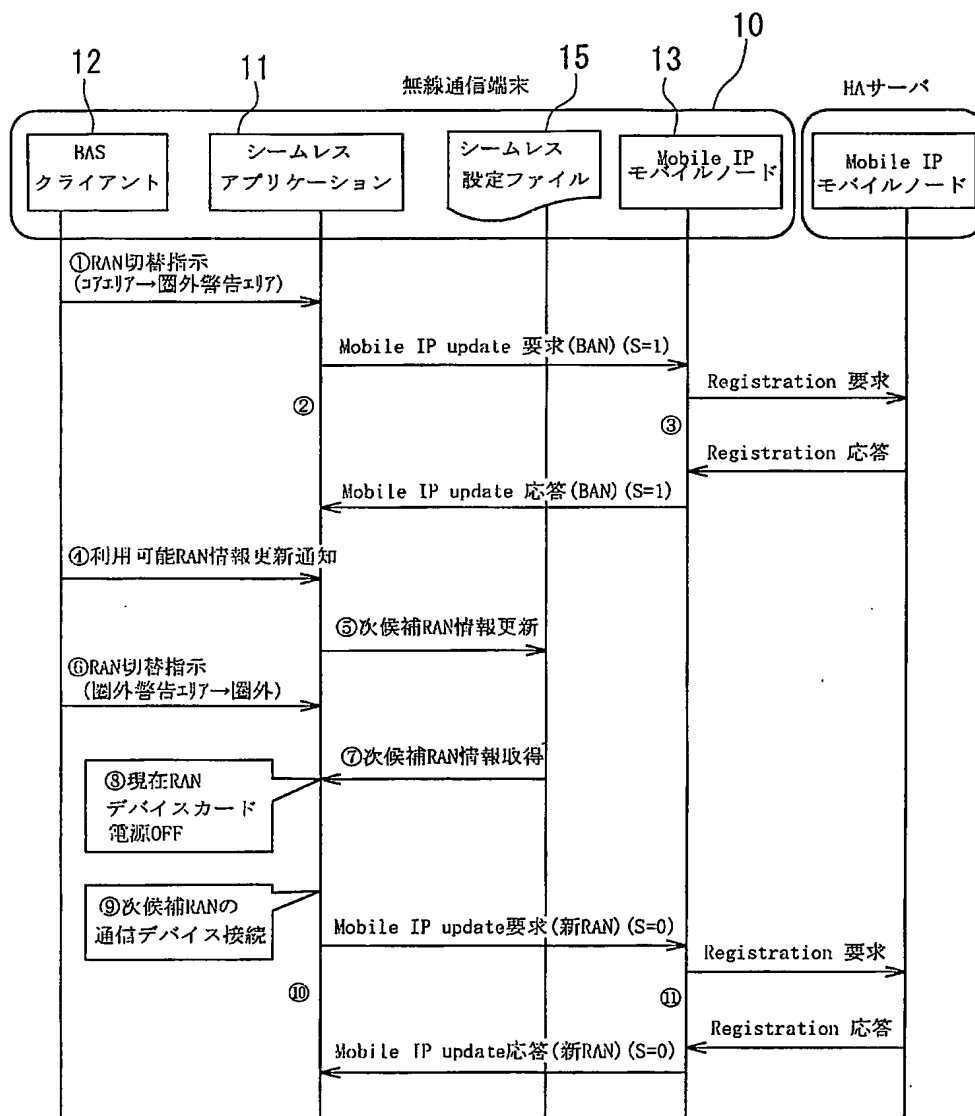 10
12
11
無線通信端末
15
13
HAサーバ
BAS
クライアント
シームレス
アプリケーション
シームレス
設定ファイル
Mobile IP
モバイルノード
Mobile IP
モバイルノード
①RAN切替指示
(ｺｱｴﾘｱ→圏外警告ｴﾘｱ)
Mobile IP update 要求(BAN)(S=1)
Registration 要求
②
③
Registration 応答
Mobile IP update 応答(BAN)(S=1)
④利用可能RAN情報更新通知
⑤次候補RAN情報更新
⑥RAN切替指示
(圏外警告ｴﾘｱ→圏外)
⑦次候補RAN情報取得
⑧現在RAN
デバイスカード
電源OFF
⑨次候補RANの
通信デバイス接続
Mobile IP update要求(新RAN)(S=0)
Registration 要求
⑩
⑪
Registration 応答
Mobile IP update応答(新RAN)(S=0)